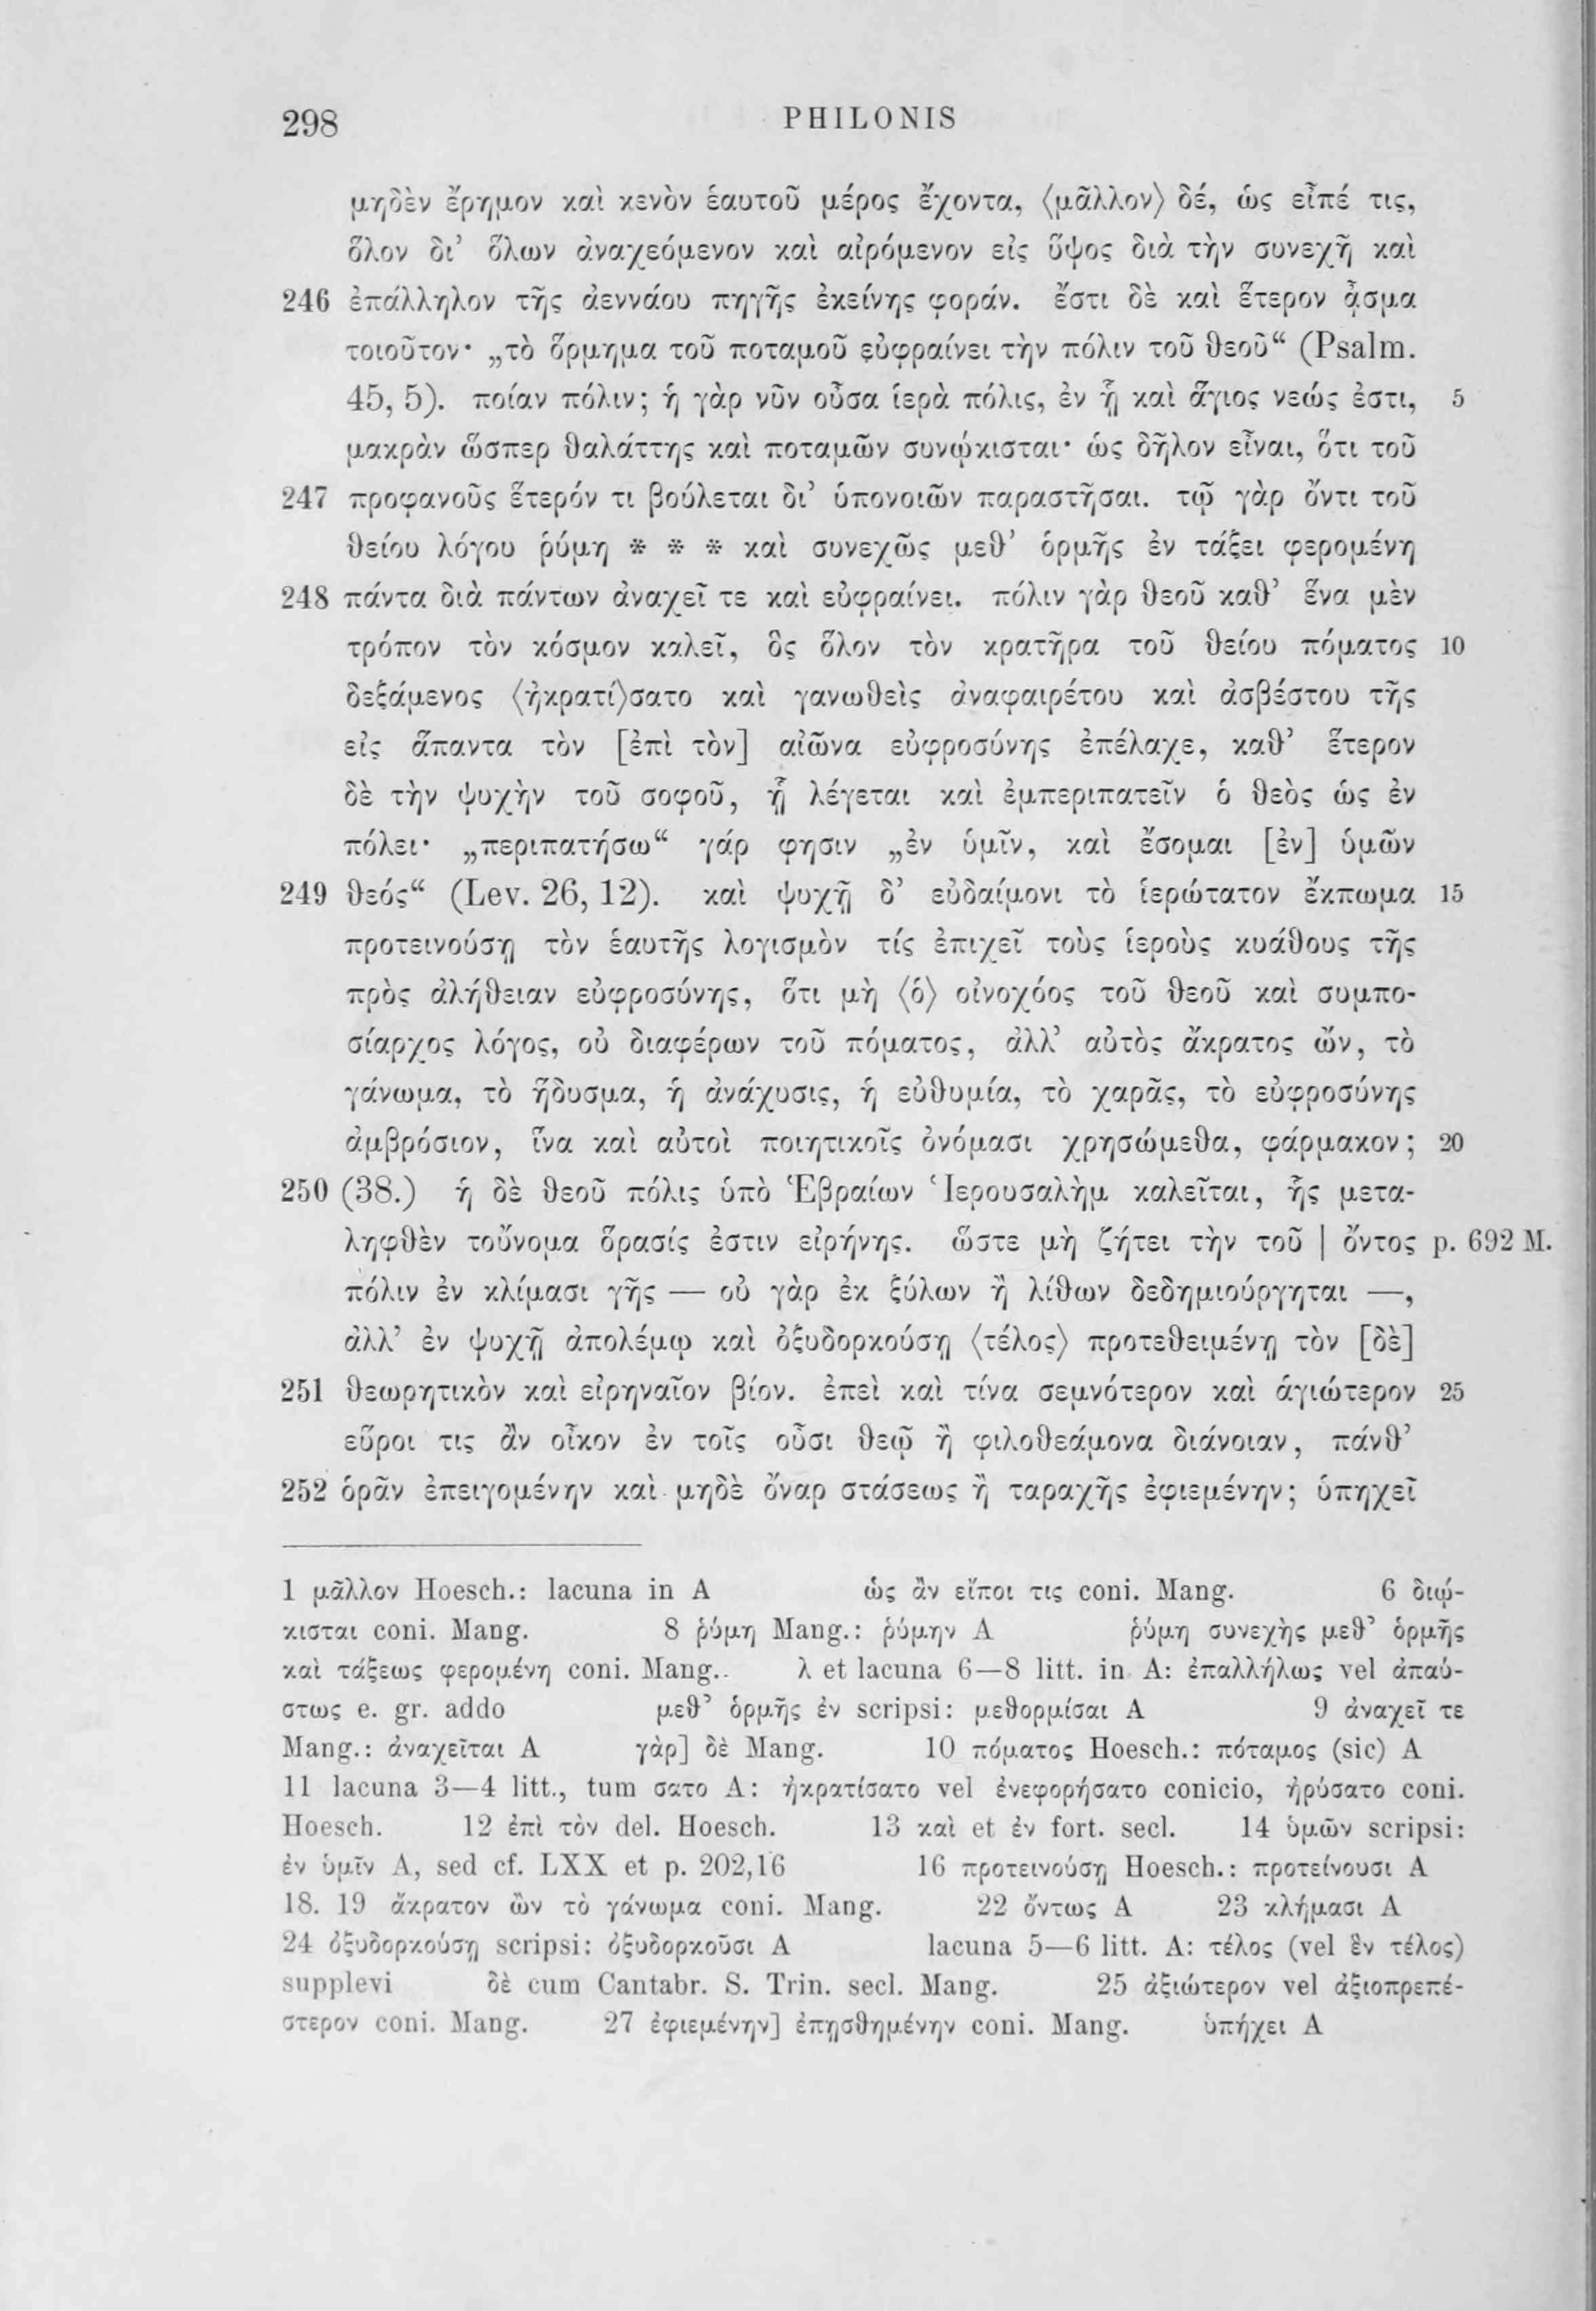 298 PHILONIS
μηδὲν ἔρημον καὶ κενὸν ἑαυτοῦ μέρος ἔχοντα, ⟨μᾶλλον⟩ δέ, ὡς εἶπέ τις,
ὅλον δι’ ὅλων ἀναχεόμενον καὶ αἰρόμενον εἰς ὕψος διὰ τὴν συνεχῆ καὶ
246 ἐπάλληλον τῆς ἀεννάου πηγῆς ἐκείνης φοράν. ἔστι δὲ καὶ ἕτερον ᾆσμα
τοιοῦτον· „τὸ ὅρμημα τοῦ ποταμοῦ εὐφραίνει τὴν πόλιν τοῦ θεοῦ“ (Psalm.
45, 5). ποίαν πόλιν; ἡ γὰρ νῦν οὖσα ἱερὰ πόλις, ἐν ᾗ καὶ ἅγιος νεώς ἐστι, 5
μακρὰν ὥσπερ θαλάττης καὶ ποταμῶν συνῴκισται· ὡς δῆλον εἶναι, ὅτι τοῦ
247 προφανοῦς ἕτερόν τι βούλεται δι’ ὑπονοιῶν παραστῆσαι. τῷ γὰρ ὄντι τοῦ
θείου λόγου ῥύμη * * * καὶ συνεχῶς μεθ’ ὁρμῆς ἐν τάξει φερομένη
248 πάντα διὰ πάντων ἀναχεῖ τε καὶ εὐφραίνει. πόλιν γὰρ θεοῦ καθ’ ἕνα μὲν
τρόπον τὸν κόσμον καλεῖ, ὃς ὅλον τὸν κρατῆρα τοῦ θείου πόματος 10
δεξάμενος ⟨ἠκρατί⟩σατο καὶ γανωθεὶς ἀναφαιρέτου καὶ ἀσβέστου τῆς
εἰς ἅπαντα τὸν [ἐπὶ τὸν] αἰῶνα εὐφροσύνης ἐπέλαχε, καθ’ ἕτερον
δὲ τὴν ψυχὴν τοῦ σοφοῦ, ᾗ λέγεται καὶ ἐμπεριπατεῖν ὁ θεὸς ὡς ἐν
πόλει· „περιπατήσω“ γάρ φησιν „ἐν ὑμῖν, καὶ ἔσομαι [ἐν] ὑμῶν
249 θεός“ (Lev. 26, 12). καὶ ψυχῇ δ’ εὐδαίμονι τὸ ἱερώτατον ἔκπωμα 15
προτεινούσῃ τὸν ἑαυτῆς λογισμὸν τίς ἐπιχεῖ τοὺς ἱεροὺς κυάθους τῆς
πρὸς ἀλήθειαν εὐφροσύνης, ὅτι μὴ ⟨ὁ⟩ οἰνοχόος τοῦ θεοῦ καὶ συμπο-
σίαρχος λόγος, οὐ διαφέρων τοῦ πόματος, ἀλλ’ αὐτὸς ἄκρατος ὤν, τὸ
γάνωμα, τὸ ἥδυσμα, ἡ ἀνάχυσις, ἡ εὐθυμία, τὸ χαρᾶς, τὸ εὐφροσύνης
ἀμβρόσιον, ἵνα καὶ αὐτοὶ ποιητικοῖς ὀνόμασι χρησώμεθα, φάρμακον; 20
250 (38.) ἡ δὲ θεοῦ πόλις ὑπὸ Ἑβραίων Ἱερουσαλὴμ καλεῖται, ἧς μετα-
ληφθὲν τοὔνομα ὅρασίς ἐστιν εἰρήνης. ὥστε μὴ ζήτει τὴν τοῦ | ὄντος p. 692 M.
πόλιν ἐν κλίμασι γῆς — οὐ γὰρ ἐκ ξύλων ἢ λίθων δεδημιούργηται —,
ἀλλ’ ἐν ψυχῇ ἀπολέμῳ καὶ ὀξυδορκούσῃ ⟨τέλος⟩ προτεθειμένῃ τὸν [δὲ]
251 θεωρητικὸν καὶ εἰρηναῖον βίον. ἐπεὶ καὶ τίνα σεμνότερον καὶ ἁγιώτερον 25
εὕροι τις ἂν οἶκον ἐν τοῖς οὖσι θεῷ ἢ φιλοθεάμονα διάνοιαν, πάνθ’
252 ὁρᾶν ἐπειγομένην καὶ μηδὲ ὄναρ στάσεως ἢ ταραχῆς ἐφιεμένην; ὑπηχεῖ
1 μᾶλλον Hoesch.: lacuna in A ὡς ἂν εἴποι τις coni. Mang. 6 διῴ-
κισται coni. Mang. 8 ῥύμη Mang.: ῥύμην A ῥύμη συνεχὴς μεθ’ ὁρμῆς
καὶ τάξεως φερομένη coni. Mang. λ et lacuna 6—8 litt. in A: ἐπαλλήλως vel ἀπαύ-
στως e. gr. addo μεθ’ ὁρμῆς ἐν scripsi: μεθορμίσαι A 9 ἀναχεῖ τε
Mang.: ἀναχεῖται A γὰρ] δὲ Mang. 10 πόματος Hoesch.: πόταμος (sic) A
11 lacuna 3—4 litt., tum σατο A: ἠκρατίσατο vel ἐνεφορήσατο conicio, ἠρύσατο coni.
Hoesch. 12 ἐπὶ τὸν del. Hoesch. 13 καὶ et ἐν fort. secl. 14 ὑμῶν scripsi:
ἐν ὑμῖν A, sed cf. LXX et p. 202,16 16 προτεινούσῃ Hoesch.: προτείνουσι A
18. 19 ἄκρατον ὢν τὸ γάνωμα coni. Mang. 22 ὄντως A 23 κλήμασι A
24 ὀξυδορκούσῃ scripsi: ὀξυδορκοῦσι A lacuna 5—6 litt. A: τέλος (vel ἓν τέλος)
supplevi δὲ cum Cantabr. S. Trin. secl. Mang. 25 ἀξιώτερον vel ἀξιοπρεπέ-
στερον coni. Mang. 27 ἐφιεμένην] ἐπῃσθημένην coni. Mang. ὑπήχει A